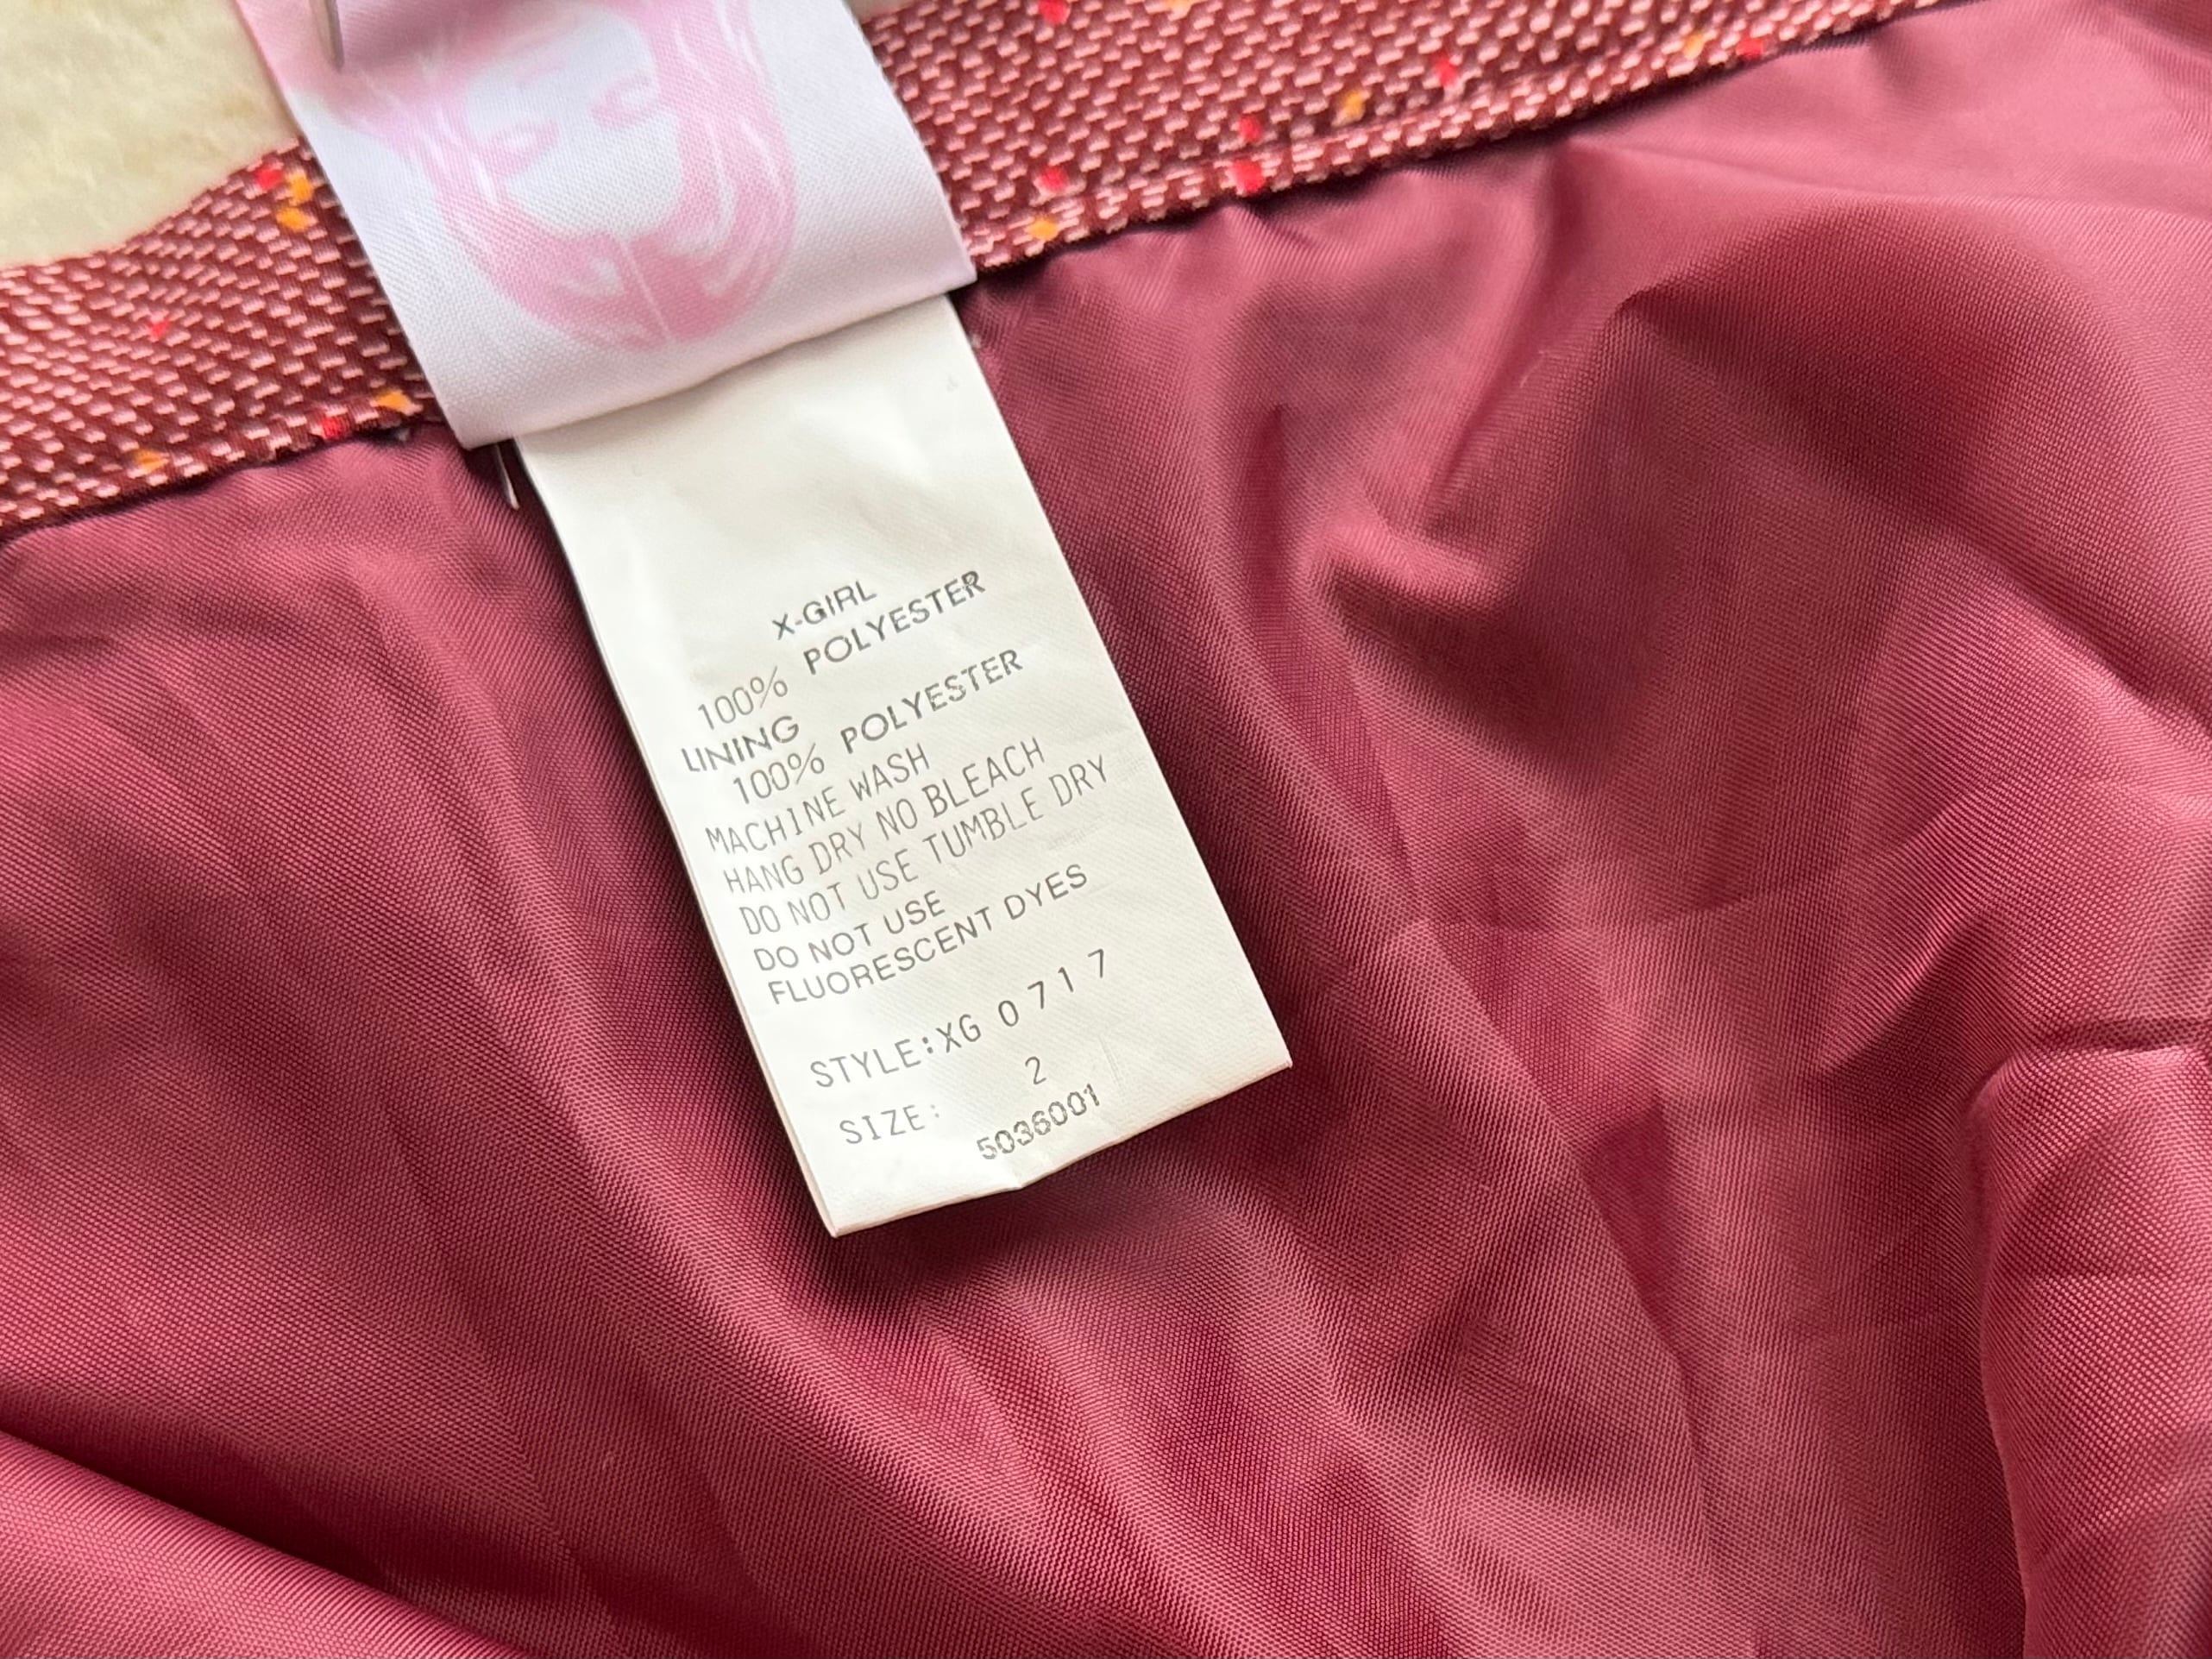 X-GIRL
100% POLYESTER
LINING
100% POLYESTER
MACHINE WASH
HANG DRY NO BLEACH
DO NOT USE TUMBLE DRY
DO NOT USE
FLUORESCENT DYES
STYLE:XG 0717
SIZE: 2
5036001